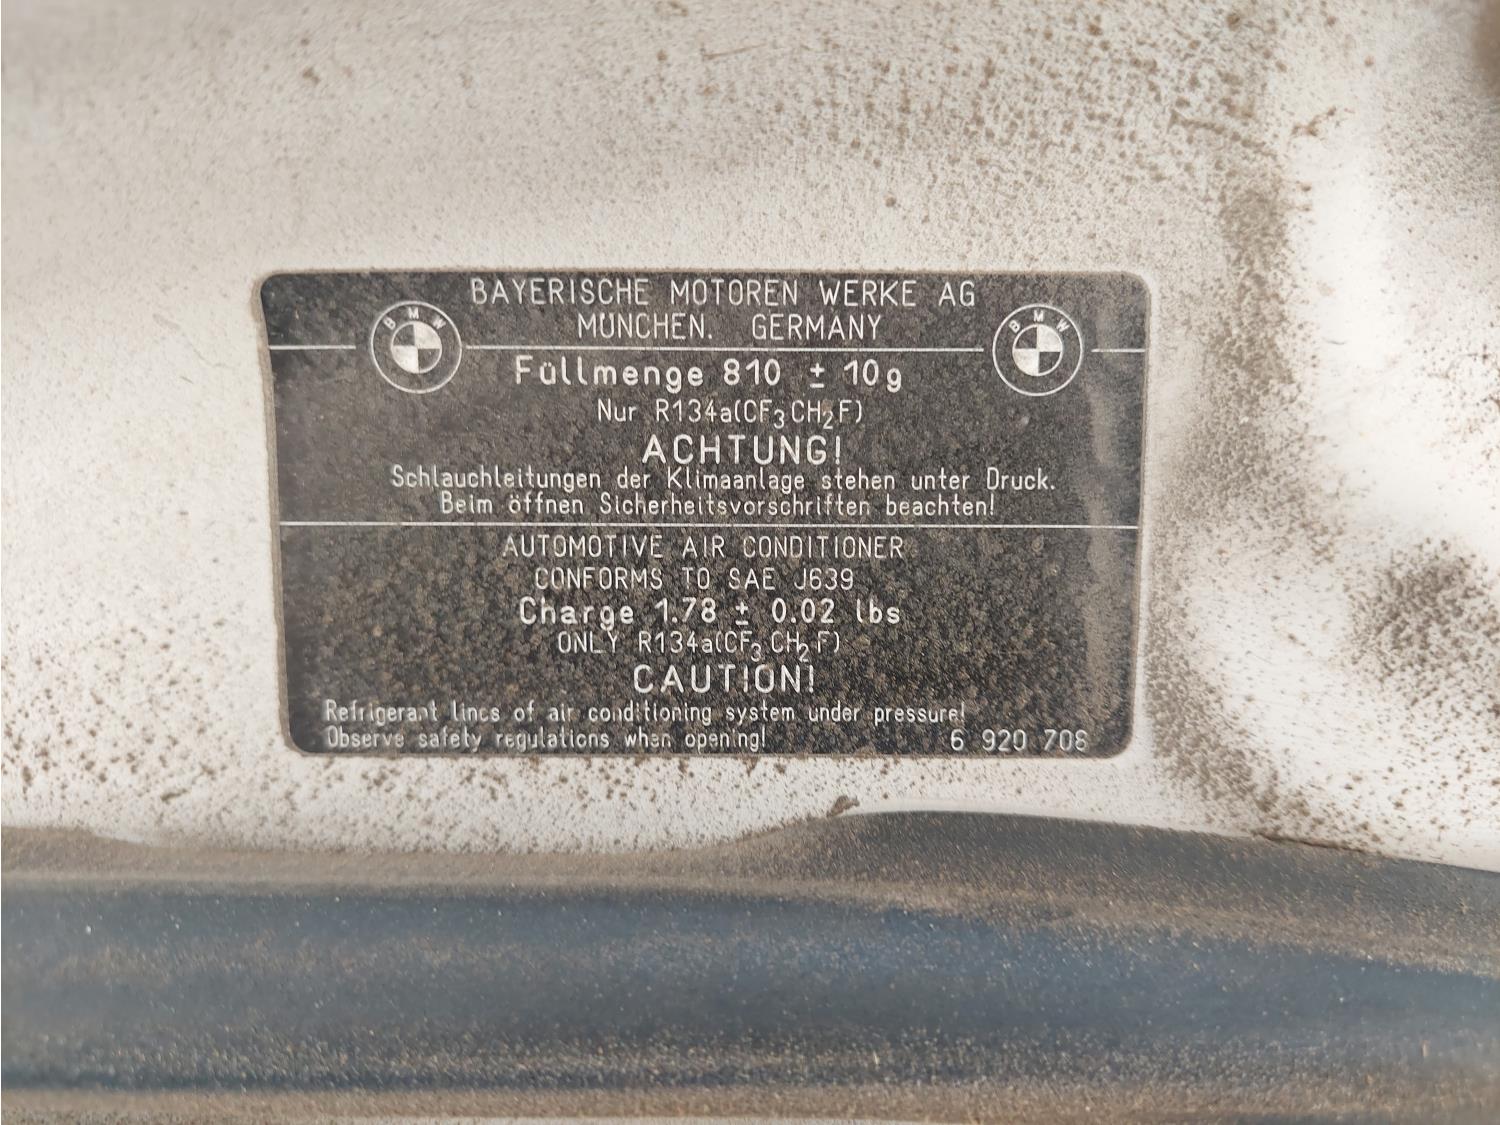 BAYERISCHE MOTOREN WERKE AG
MÜNCHEN. GERMANY
BMW
BMW
Füllmenge 810 ± 10g
Nur R134a(CF3CH2F)
ACHTUNG!
Schlauchleitungen der Klimaanlage stehen unter Druck.
Beim öffnen Sicherheitsvorschriften beachten!
AUTOMOTIVE AIR CONDITIONER
CONFORMS TO SAE J639
Charge 1.78 ± 0.02 lbs
ONLY R134a(CF3CH2F)
CAUTION!
Refrigerant lines of air conditioning system under pressure!
Observe safety regulations when opening!
6 920 708